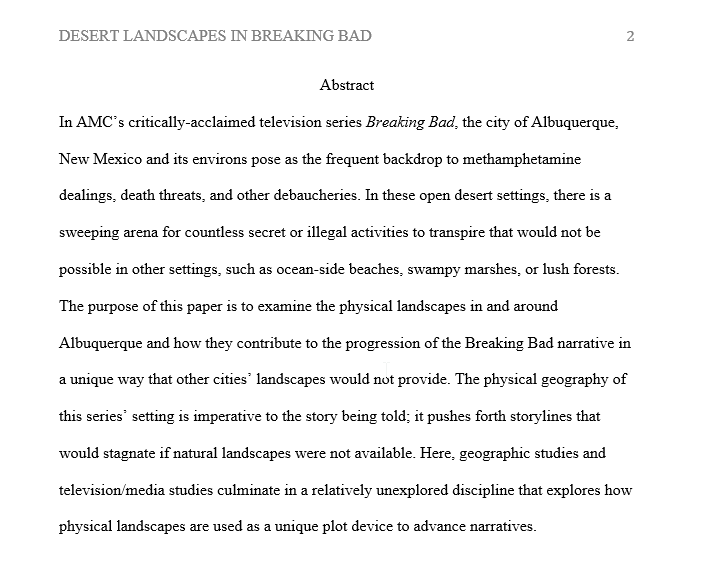 DESERT LANDSCAPES IN BREAKING BAD 2
Abstract
In AMC’s critically-acclaimed television series Breaking Bad, the city of Albuquerque,
New Mexico and its environs pose as the frequent backdrop to methamphetamine
dealings, death threats, and other debaucheries. In these open desert settings, there is a
sweeping arena for countless secret or illegal activities to transpire that would not be
possible in other settings, such as ocean-side beaches, swampy marshes, or lush forests.
The purpose of this paper is to examine the physical landscapes in and around
Albuquerque and how they contribute to the progression of the Breaking Bad narrative in
a unique way that other cities’ landscapes would not provide. The physical geography of
this series’ setting is imperative to the story being told; it pushes forth storylines that
would stagnate if natural landscapes were not available. Here, geographic studies and
television/media studies culminate in a relatively unexplored discipline that explores how
physical landscapes are used as a unique plot device to advance narratives.